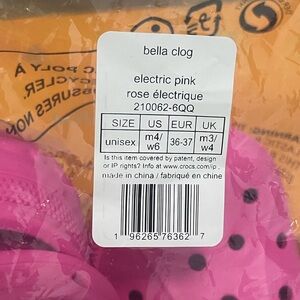 bella clog
electric pink
rose électrique
210062-6QQ
SIZE US EUR UK
unisex m4/ w6 36-37 m3/ w4
Is this item covered by patent, design
or rights? Info at www.crocs.com/ip
made in china / fabriqué en chine
1 96265 76362 7
POLY À
RECYCLER